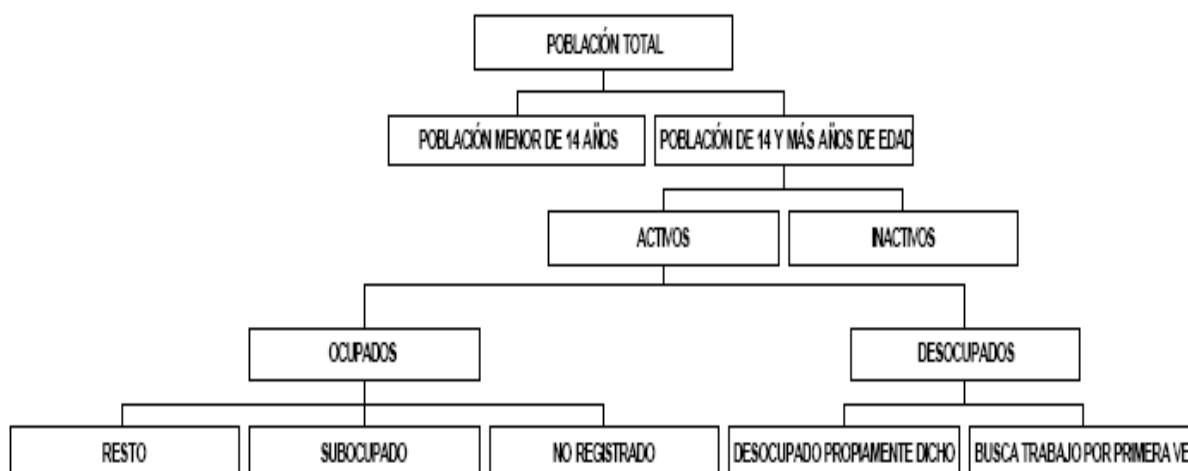 POBLACIÓN TOTAL
POBLACIÓN MENOR DE 14 AÑOS
POBLACIÓN DE 14 Y MÁS AÑOS DE EDAD
ACTIVOS
INACTIVOS
OCUPADOS
DESOCUPADOS
RESTO
SUBOCUPADO
NO REGISTRADO
DESOCUPADO PROPIAMENTE DICHO
BUSCA TRABAJO POR PRIMERA VE